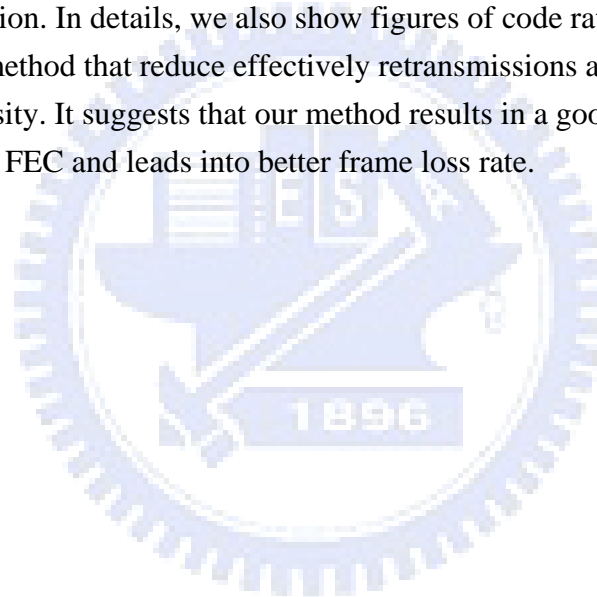 ion. In details, we also show figures of code ra
method that reduce effectively retransmissions a
sity. It suggests that our method results in a goo
FEC and leads into better frame loss rate.
E S A
1896